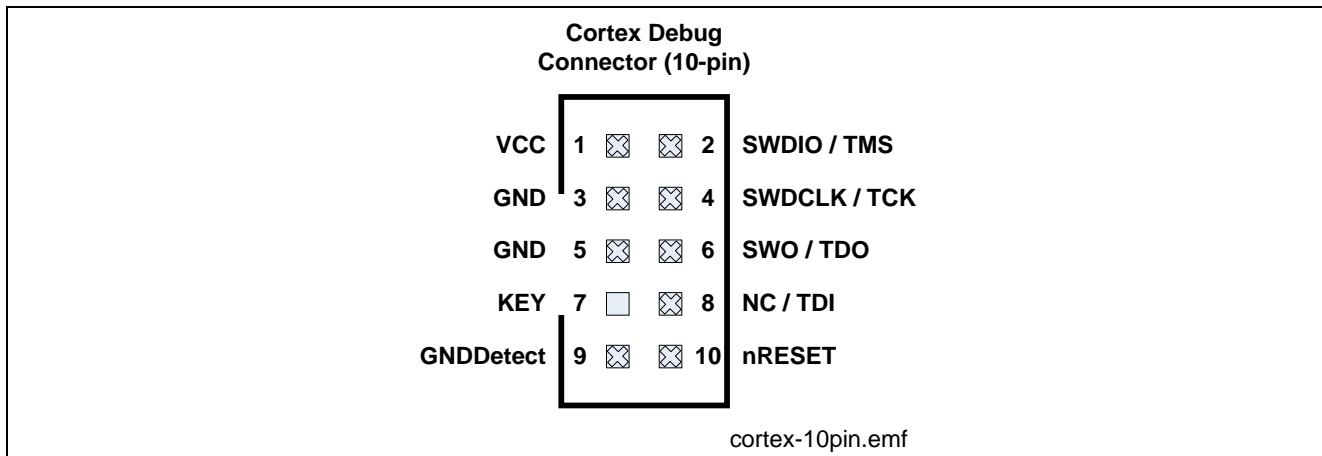 Cortex Debug
Connector (10-pin)
VCC 1 2 SWDIO / TMS
GND 3 4 SWDCLK / TCK
GND 5 6 SWO / TDO
KEY 7 8 NC / TDI
GNDDetect 9 10 nRESET
cortex-10pin.emf